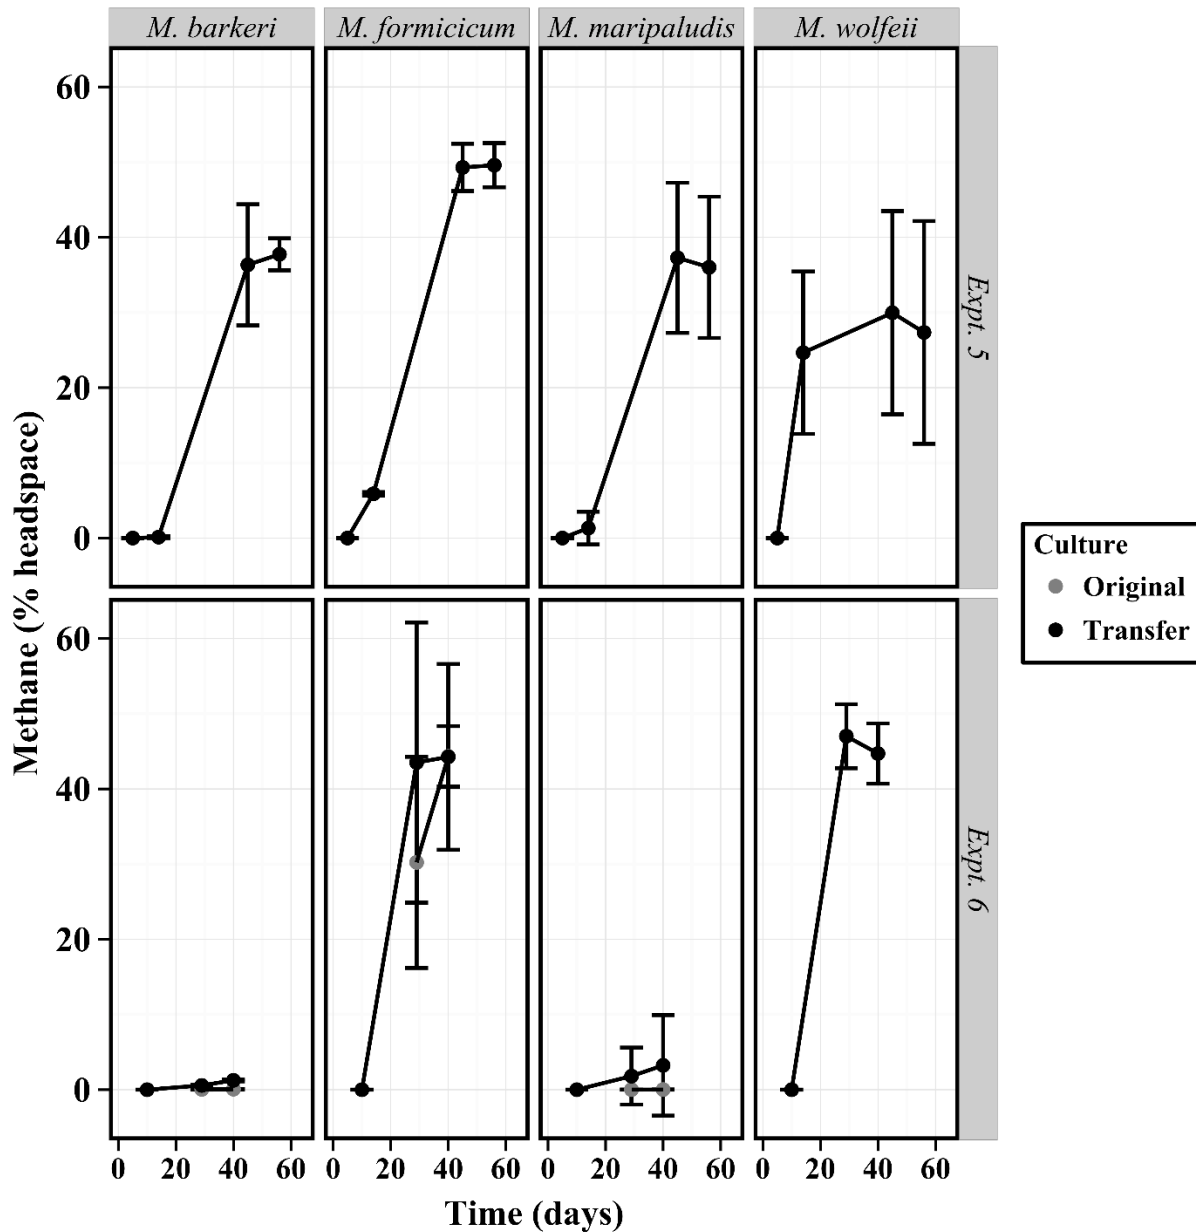 M. barkeri M. formicicum M. maripaludis M. wolfeii
Methane (% headspace)
60
40
20
0
Expt. 5
60
40
20
0
Expt. 6
0 20 40 60 0 20 40 60 0 20 40 60 0 20 40 60
Time (days)
Culture
Original
Transfer